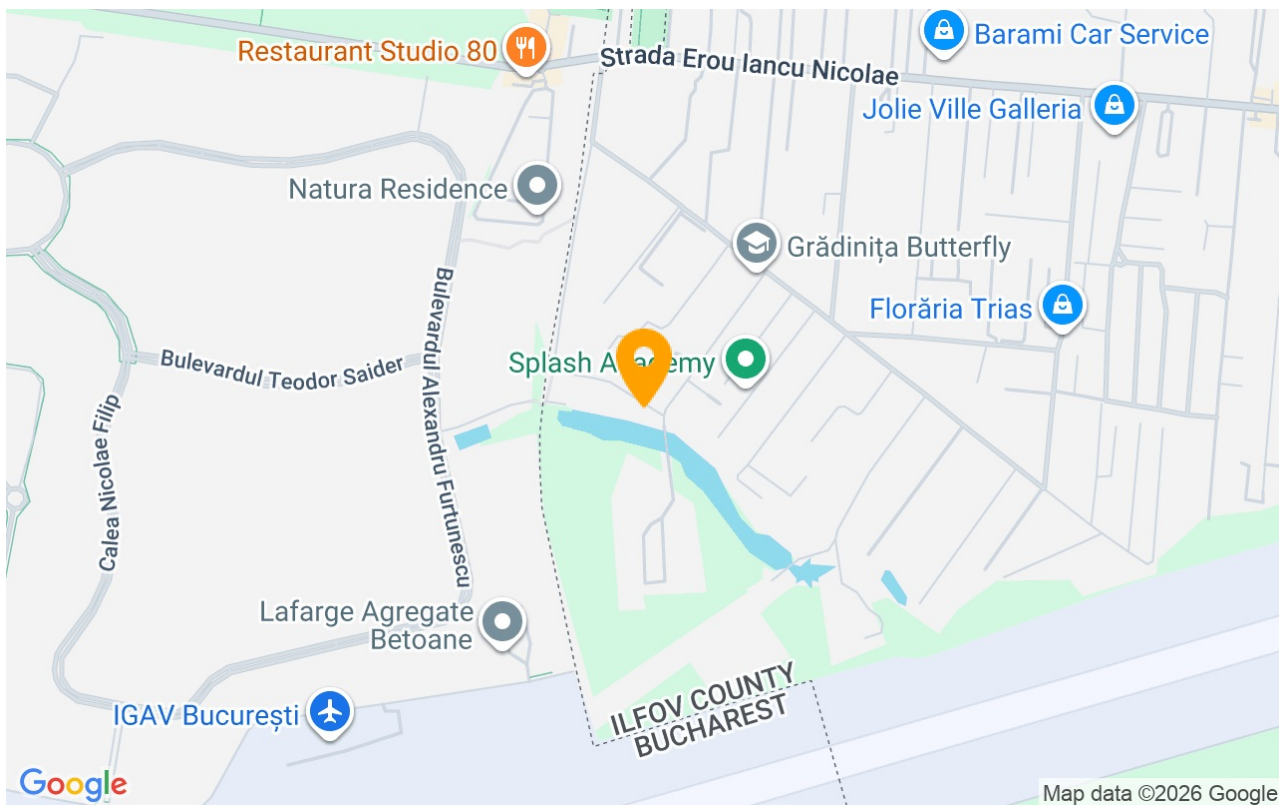 Restaurant Studio 80
Strada Erou Iancu Nicolae
Barami Car Service
Jolie Ville Galleria
Natura Residence
Grădinița Butterfly
Florăria Trias
Bulevardul Teodor Saider
Bulevardul Alexandru Furtunescu
Splash Academy
Calea Nicolae Filip
Lafarge Agregate
Betoane
IGAV București
ILFOV COUNTY
BUCHAREST
Google
Map data ©2026 Google